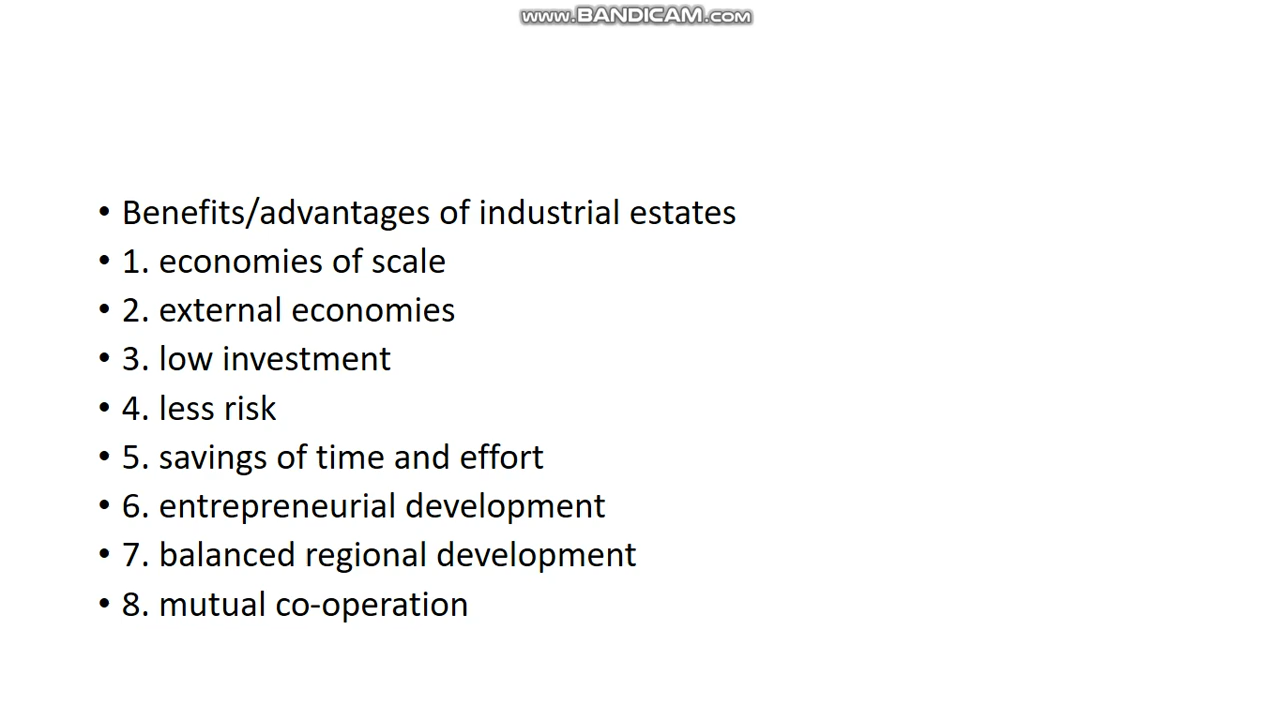 www.BANDICAM.com
• Benefits/advantages of industrial estates
• 1. economies of scale
• 2. external economies
• 3. low investment
• 4. less risk
• 5. savings of time and effort
• 6. entrepreneurial development
• 7. balanced regional development
• 8. mutual co-operation